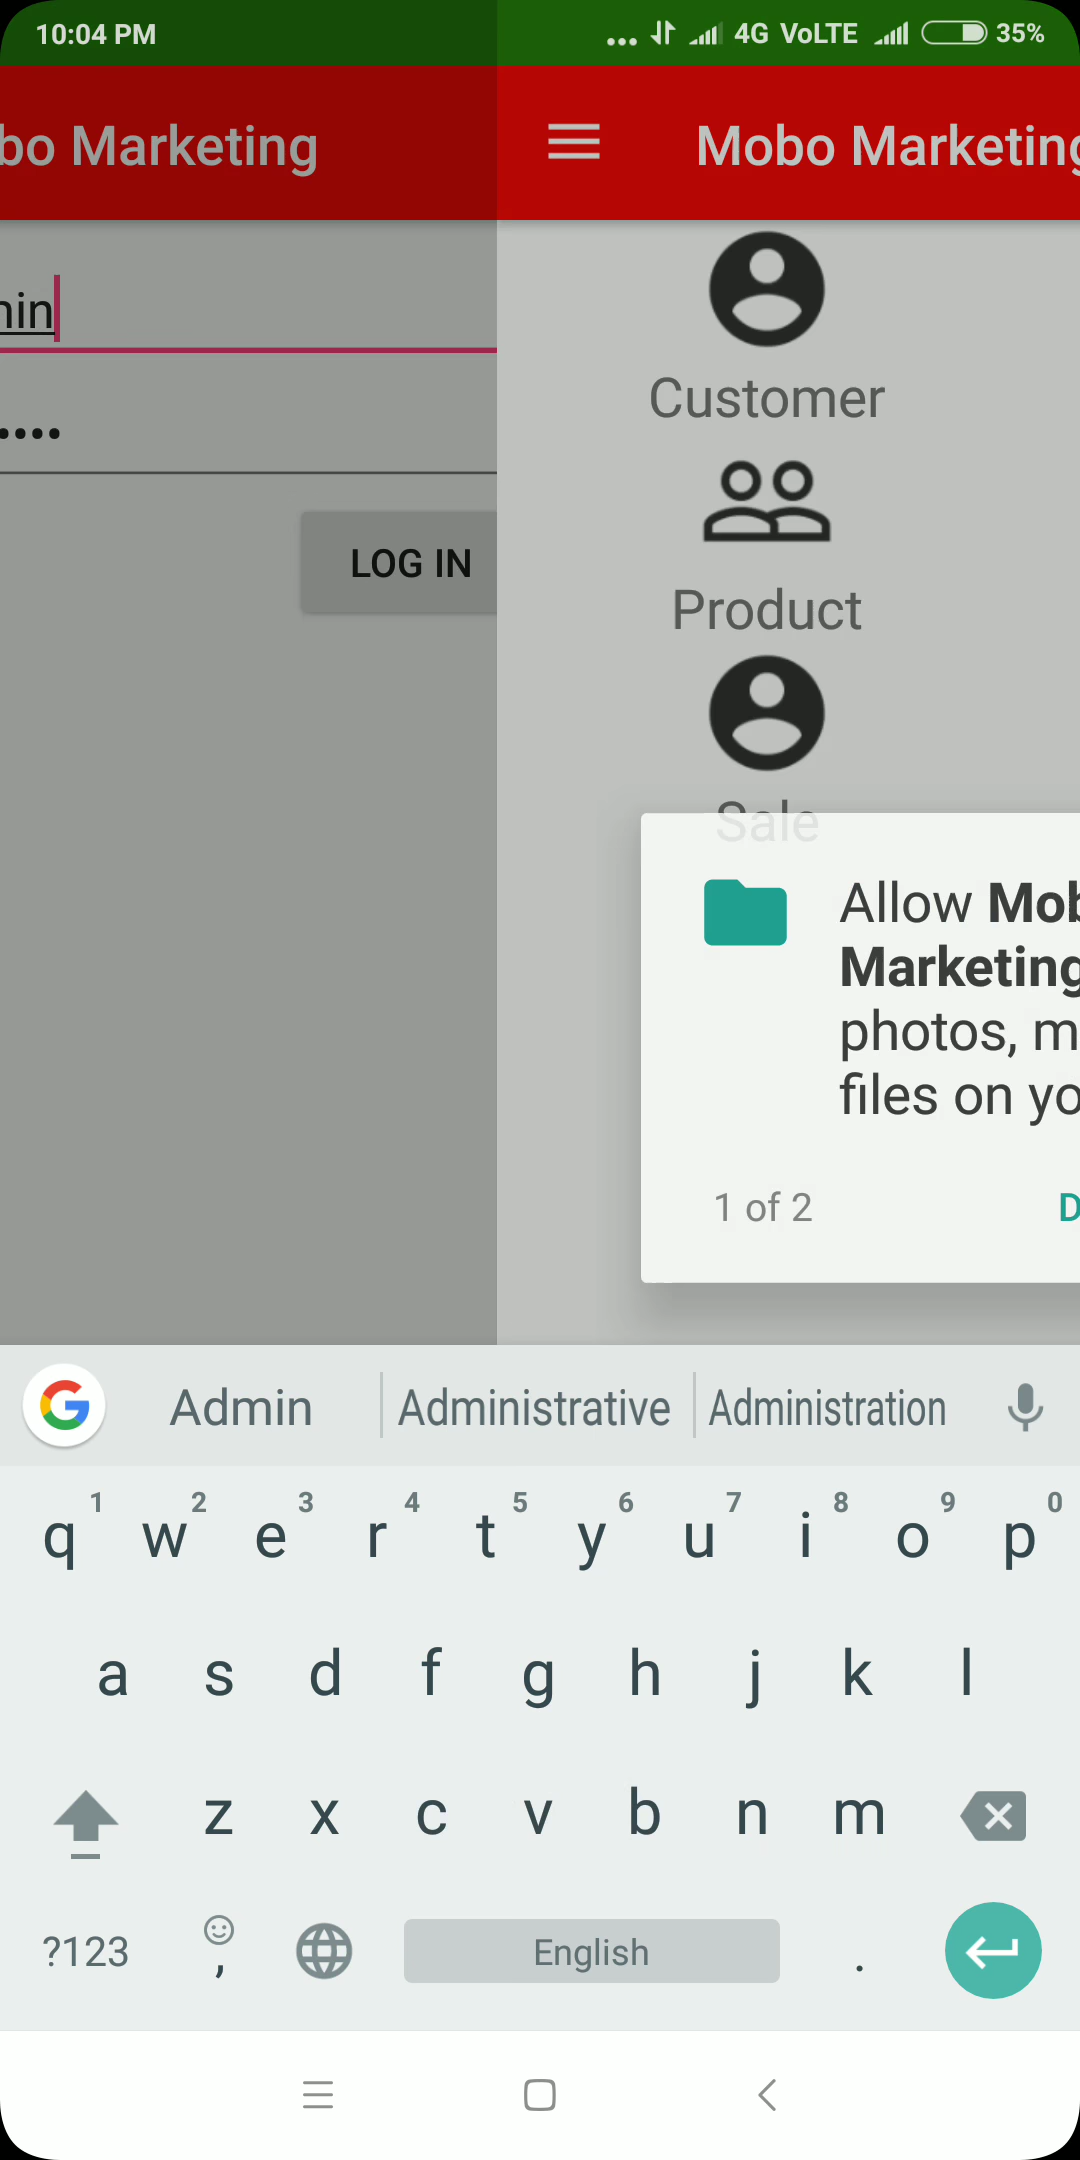 10:04 PM
... 4G VoLTE 35%
bo Marketing
Mobo Marketing
min
LOG IN
Customer
Product
Sale
Allow Mob
Marketing
photos, m
files on yo
1 of 2
D
Admin Administrative Administration
1 2 3 4 5 6 7 8 9 0
q w e r t y u i o p
a s d f g h j k l
z x c v b n m
?123 , English .